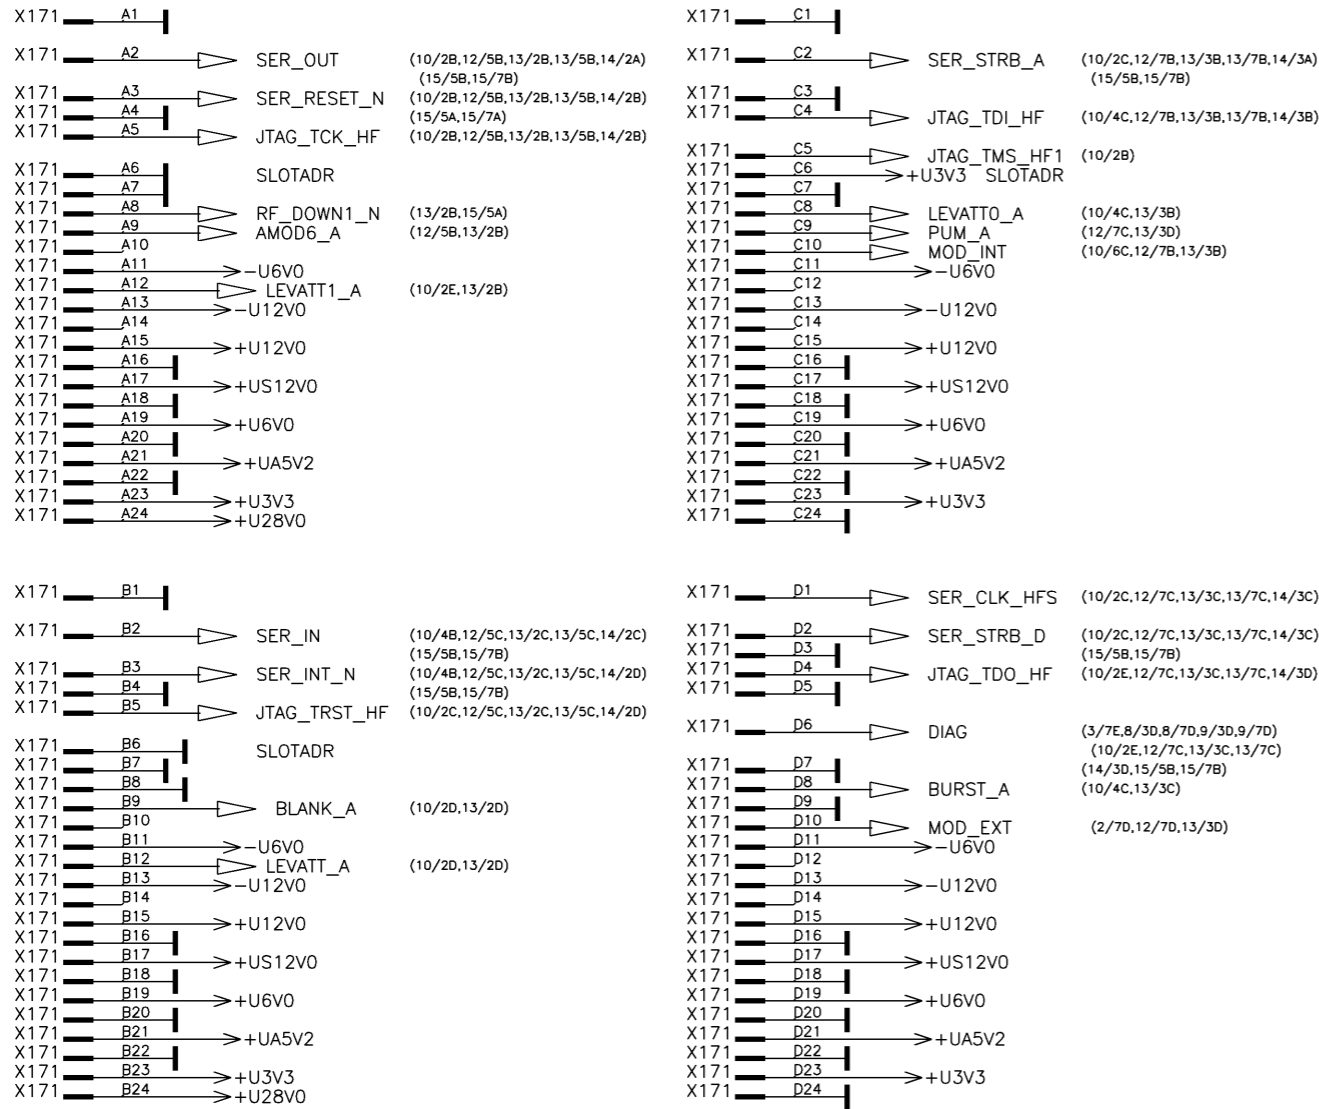 X171 A1
X171 A2 SER_OUT (10/2B,12/5B,13/2B,13/5B,14/2A)
(15/5B,15/7B)
X171 A3 SER_RESET_N (10/2B,12/5B,13/2B,13/5B,14/2B)
X171 A4 (15/5A,15/7A)
X171 A5 JTAG_TCK_HF (10/2B,12/5B,13/2B,13/5B,14/2B)
X171 A6 SLOTADR
X171 A7
X171 A8 RF_DOWN1_N (13/2B,15/5A)
X171 A9 AMOD6_A (12/5B,13/2B)
X171 A10
X171 A11 -U6V0
X171 A12 LEVATT1_A (10/2E,13/2B)
X171 A13 -U12V0
X171 A14
X171 A15 +U12V0
X171 A16
X171 A17 +US12V0
X171 A18
X171 A19 +U6V0
X171 A20
X171 A21 +UA5V2
X171 A22
X171 A23 +U3V3
X171 A24 +U28V0
X171 C1
X171 C2 SER_STRB_A (10/2C,12/7B,13/3B,13/7B,14/3A)
(15/5B,15/7B)
X171 C3
X171 C4 JTAG_TDI_HF (10/4C,12/7B,13/3B,13/7B,14/3B)
X171 C5 JTAG_TMS_HF1 (10/2B)
X171 C6 +U3V3 SLOTADR
X171 C7
X171 C8 LEVATT0_A (10/4C,13/3B)
X171 C9 PUM_A (12/7C,13/3D)
X171 C10 MOD_INT (10/6C,12/7B,13/3B)
X171 C11 -U6V0
X171 C12
X171 C13 -U12V0
X171 C14
X171 C15 +U12V0
X171 C16
X171 C17 +US12V0
X171 C18
X171 C19 +U6V0
X171 C20
X171 C21 +UA5V2
X171 C22
X171 C23 +U3V3
X171 C24
X171 B1
X171 B2 SER_IN (10/4B,12/5C,13/2C,13/5C,14/2C)
(15/5B,15/7B)
X171 B3 SER_INT_N (10/4B,12/5C,13/2C,13/5C,14/2D)
X171 B4 (15/5B,15/7B)
X171 B5 JTAG_TRST_HF (10/2C,12/5C,13/2C,13/5C,14/2D)
X171 B6 SLOTADR
X171 B7
X171 B8
X171 B9 BLANK_A (10/2D,13/2D)
X171 B10
X171 B11 -U6V0
X171 B12 LEVATT_A (10/2D,13/2D)
X171 B13 -U12V0
X171 B14
X171 B15 +U12V0
X171 B16
X171 B17 +US12V0
X171 B18
X171 B19 +U6V0
X171 B20
X171 B21 +UA5V2
X171 B22
X171 B23 +U3V3
X171 B24 +U28V0
X171 D1 SER_CLK_HFS (10/2C,12/7C,13/3C,13/7C,14/3C)
X171 D2 SER_STRB_D (10/2C,12/7C,13/3C,13/7C,14/3C)
X171 D3 (15/5B,15/7B)
X171 D4 JTAG_TDO_HF (10/2E,12/7C,13/3C,13/7C,14/3D)
X171 D5
X171 D6 DIAG (3/7E,8/3D,8/7D,9/3D,9/7D)
(10/2E,12/7C,13/3C,13/7C)
X171 D7 (14/3D,15/5B,15/7B)
X171 D8 BURST_A (10/4C,13/3C)
X171 D9
X171 D10 MOD_EXT (2/7D,12/7D,13/3D)
X171 D11 -U6V0
X171 D12
X171 D13 -U12V0
X171 D14
X171 D15 +U12V0
X171 D16
X171 D17 +US12V0
X171 D18
X171 D19 +U6V0
X171 D20
X171 D21 +UA5V2
X171 D22
X171 D23 +U3V3
X171 D24